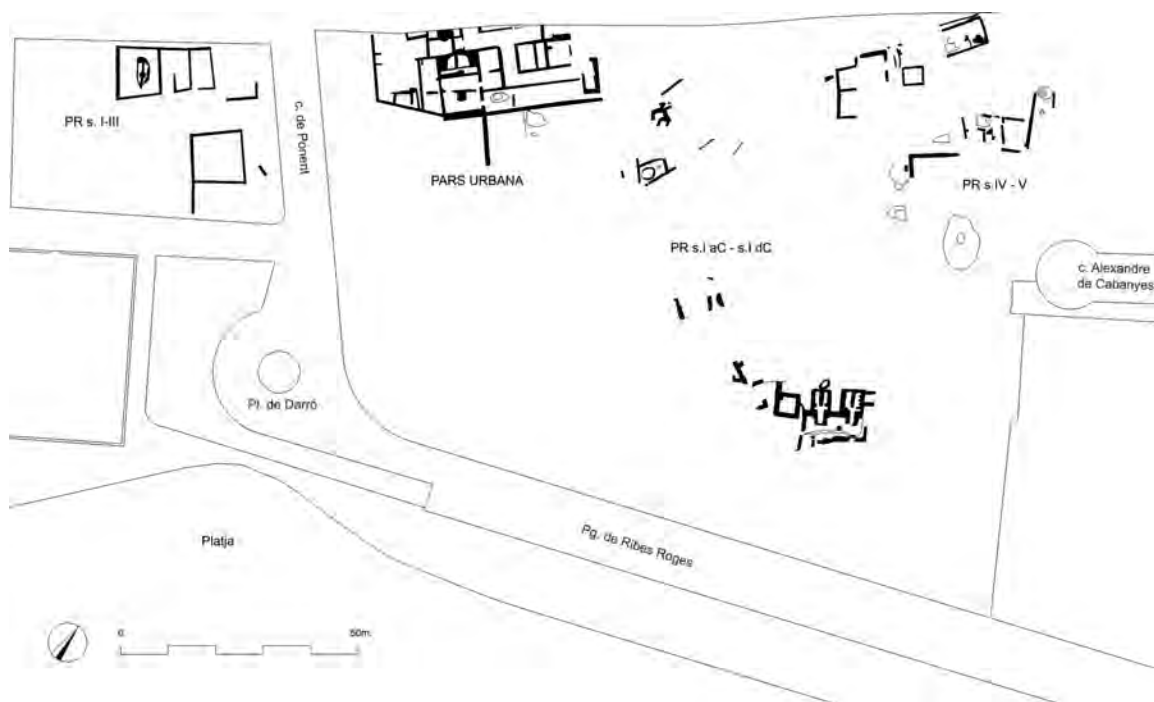 PR s. I-III
c. de Ponent
PARS URBANA
PR s IV - V
PR s.I aC - s.I dC
c. Alexandre
de Cabanyes
Pl. de Darró
Pg. de Ribes Roges
Platja
0
50m.